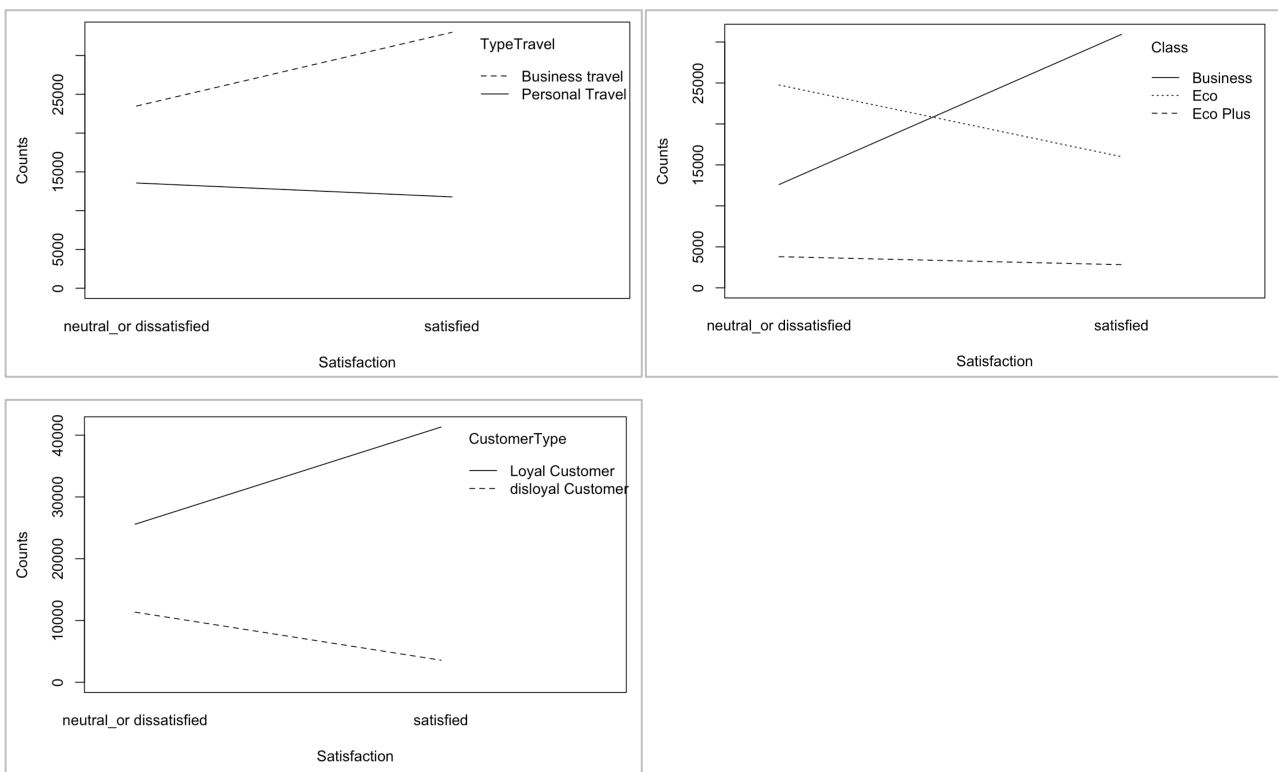 TypeTravel
Business travel
Personal Travel
Counts
25000
15000
5000
0
neutral_or dissatisfied
satisfied
Satisfaction
Class
Business
Eco
Eco Plus
Counts
25000
15000
5000
0
neutral_or dissatisfied
satisfied
Satisfaction
CustomerType
Loyal Customer
disloyal Customer
Counts
40000
30000
20000
10000
0
neutral_or dissatisfied
satisfied
Satisfaction